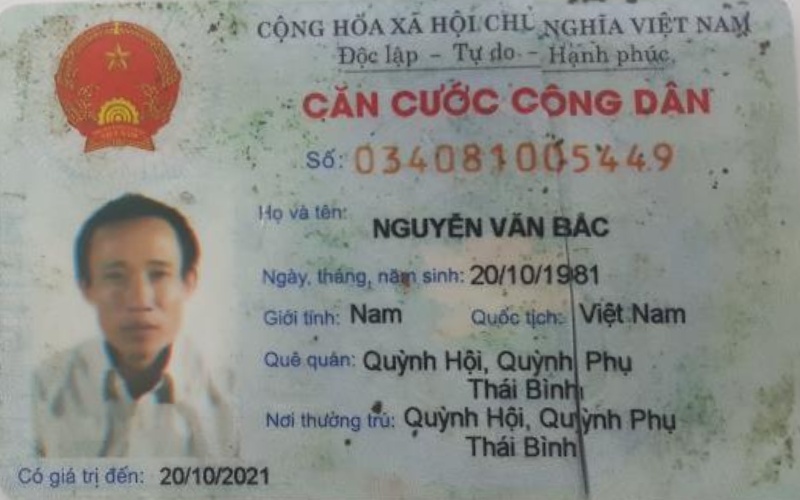 CỘNG HÒA XÃ HỘI CHỦ NGHĨA VIỆT NAM
Độc lập - Tự do - Hạnh phúc
CĂN CƯỚC CÔNG DÂN
Số: 034081005449
Họ và tên: NGUYỄN VĂN BẮC
Ngày, tháng, năm sinh: 20/10/1981
Giới tính: Nam Quốc tịch: Việt Nam
Quê quán: Quỳnh Hội, Quỳnh Phụ
Thái Bình
Nơi thường trú: Quỳnh Hội, Quỳnh Phụ
Thái Bình
Có giá trị đến: 20/10/2021